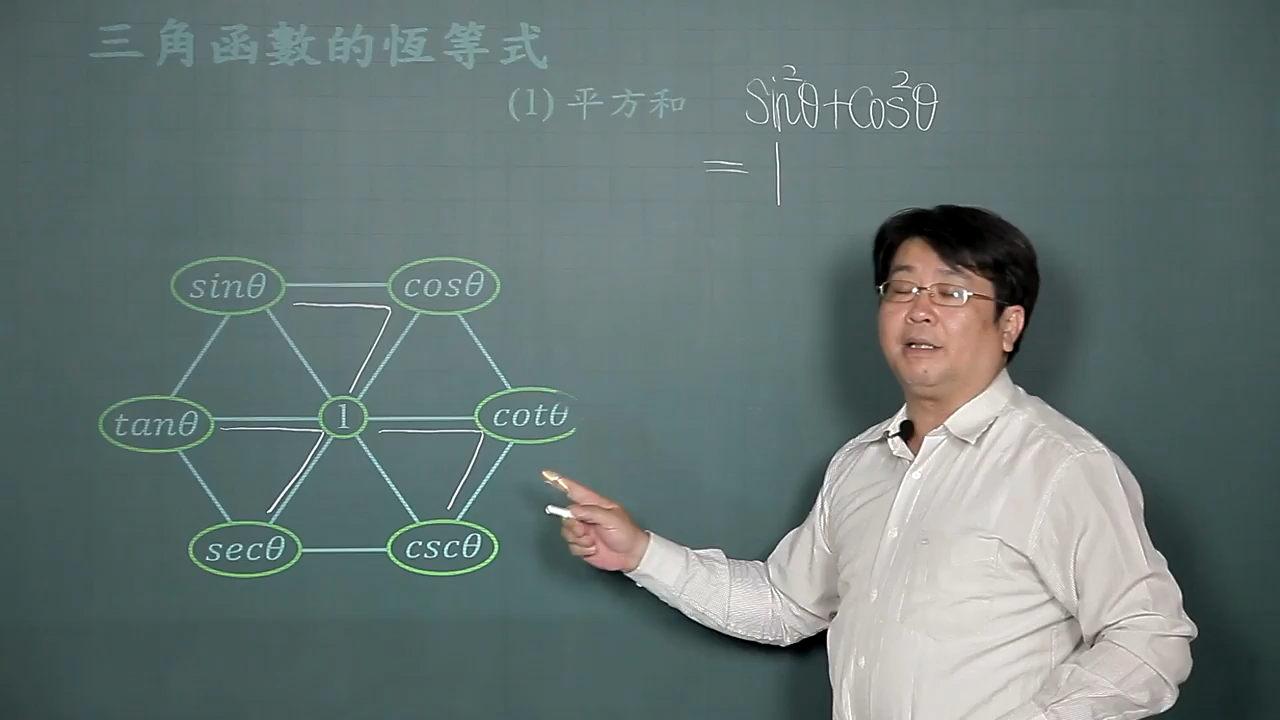 三角函數的恆等式
(1) 平方和 sin²θ+cos²θ
= 1
sinθ cosθ
tanθ 1 cotθ
secθ cscθ